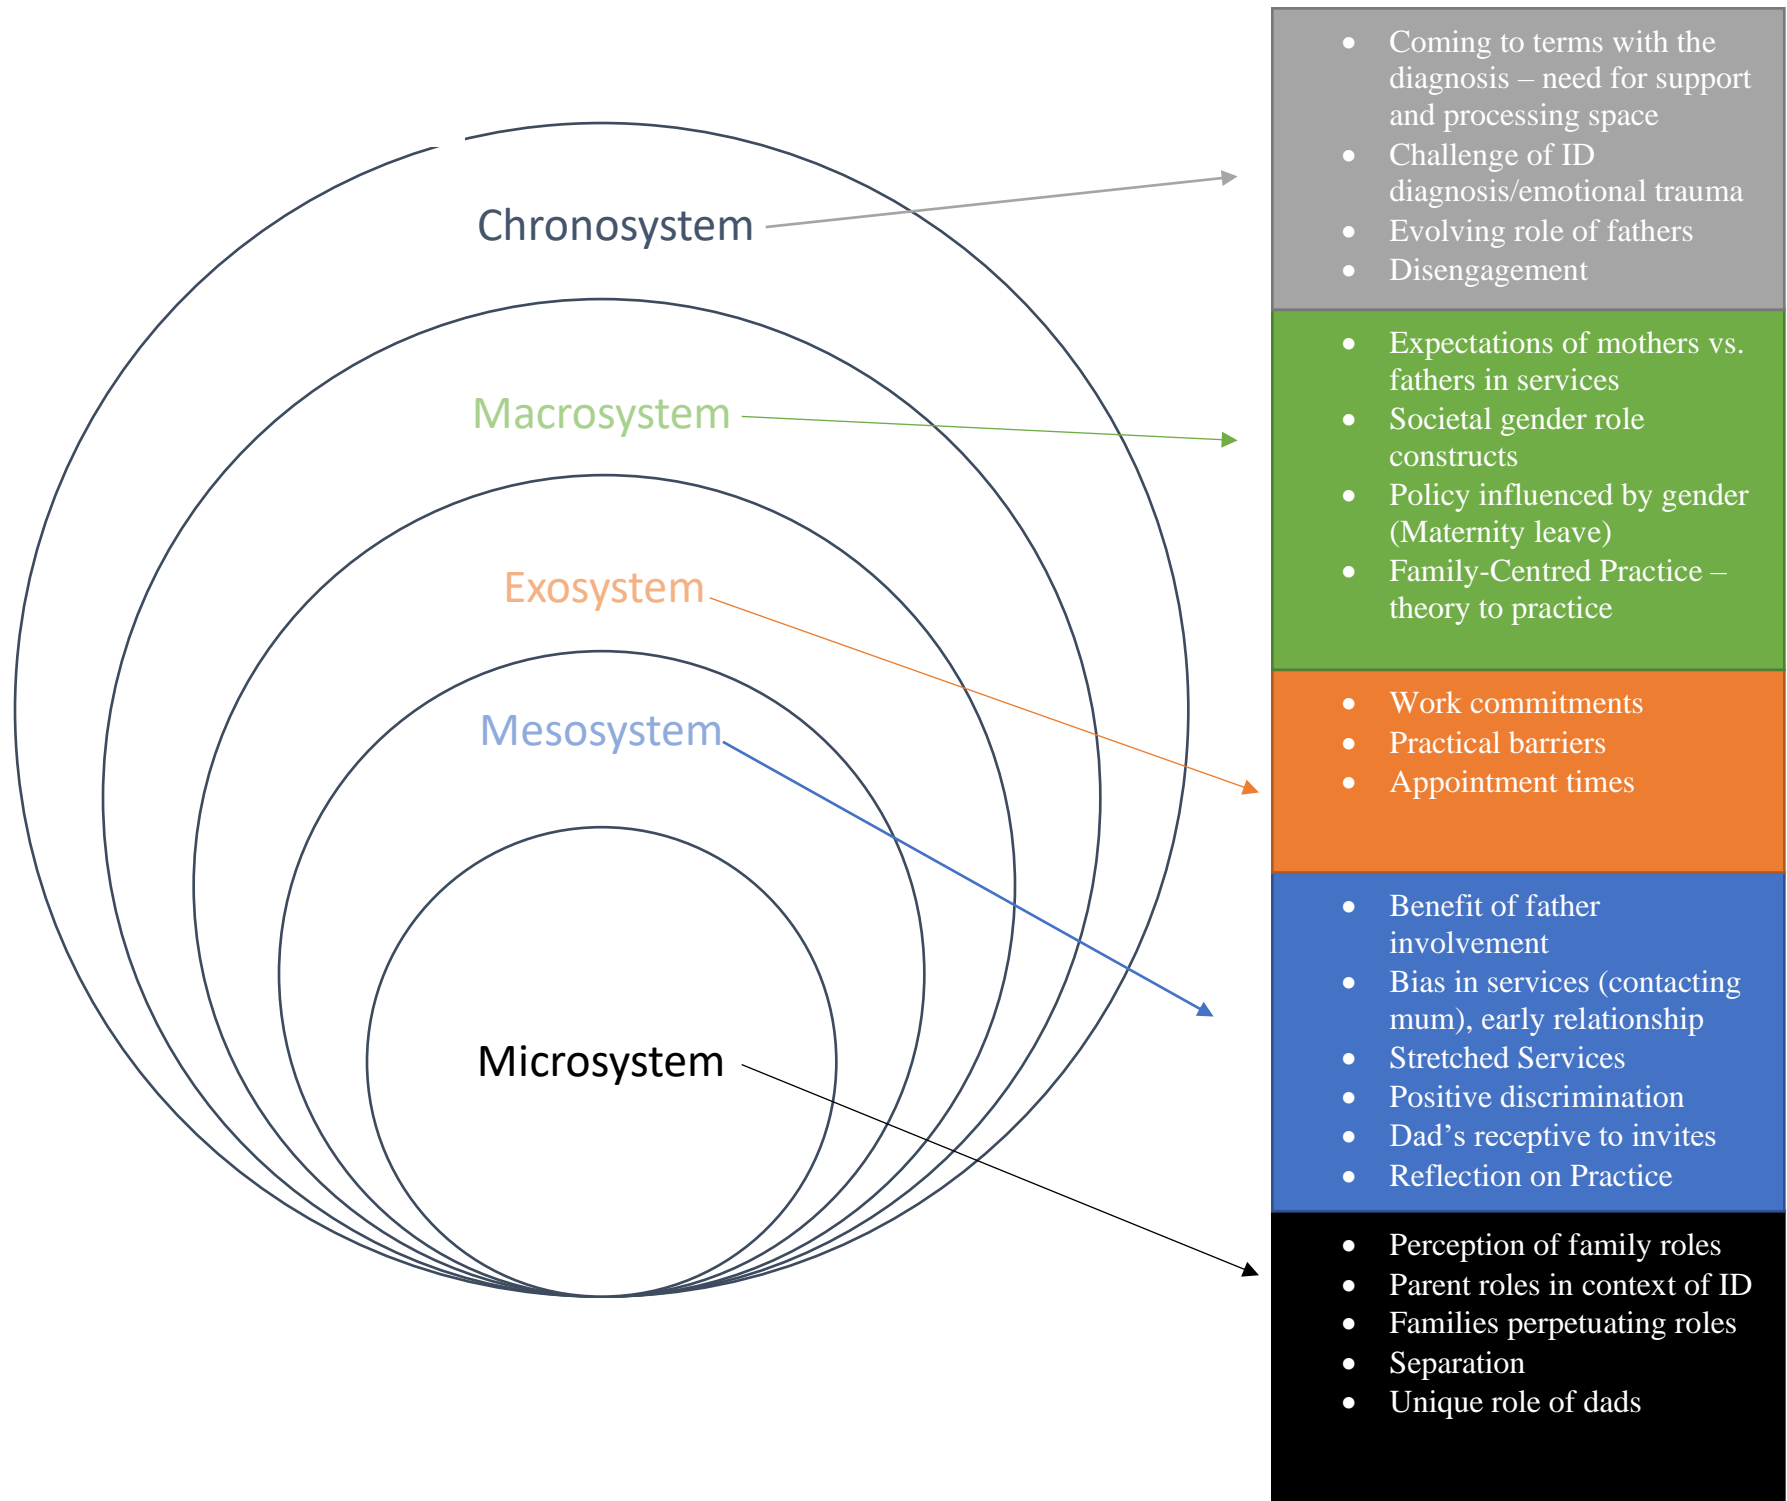 Chronosystem
Macrosystem
Exosystem
Mesosystem
Microsystem
• Coming to terms with the
diagnosis – need for support
and processing space
• Challenge of ID
diagnosis/emotional trauma
• Evolving role of fathers
• Disengagement
• Expectations of mothers vs.
fathers in services
• Societal gender role
constructs
• Policy influenced by gender
(Maternity leave)
• Family-Centred Practice –
theory to practice
• Work commitments
• Practical barriers
• Appointment times
• Benefit of father
involvement
• Bias in services (contacting
mum), early relationship
• Stretched Services
• Positive discrimination
• Dad’s receptive to invites
• Reflection on Practice
• Perception of family roles
• Parent roles in context of ID
• Families perpetuating roles
• Separation
• Unique role of dads